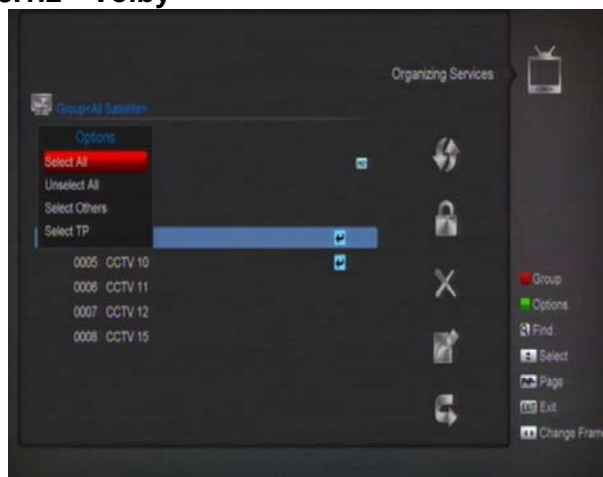 Organizing Services
Group<All Satellite>
Options
Select All
Unselect All
Select Others
Select TP
0005 CCTV 10
0006 CCTV 11
0007 CCTV 12
0008 CCTV 15
Group
Options
Find
Select
Page
EXIT Exit
Change Fram